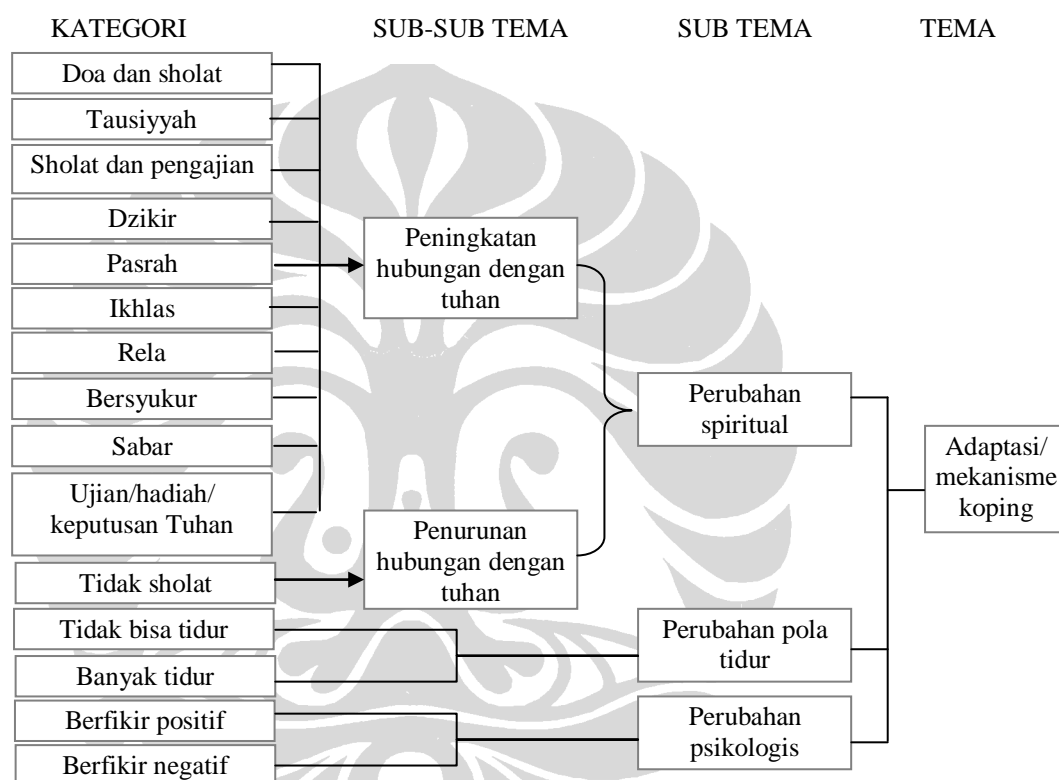 KATEGORI SUB-SUB TEMA SUB TEMA TEMA
Doa dan sholat
Tausiyyah
Sholat dan pengajian
Dzikir
Pasrah
Ikhlas
Rela
Bersyukur
Sabar
Ujian/hadiah/
keputusan Tuhan
Tidak sholat
Tidak bisa tidur
Banyak tidur
Berfikir positif
Berfikir negatif
Peningkatan
hubungan dengan
tuhan
Penurunan
hubungan dengan
tuhan
Perubahan
spiritual
Perubahan pola
tidur
Perubahan
psikologis
Adaptasi/
mekanisme
koping